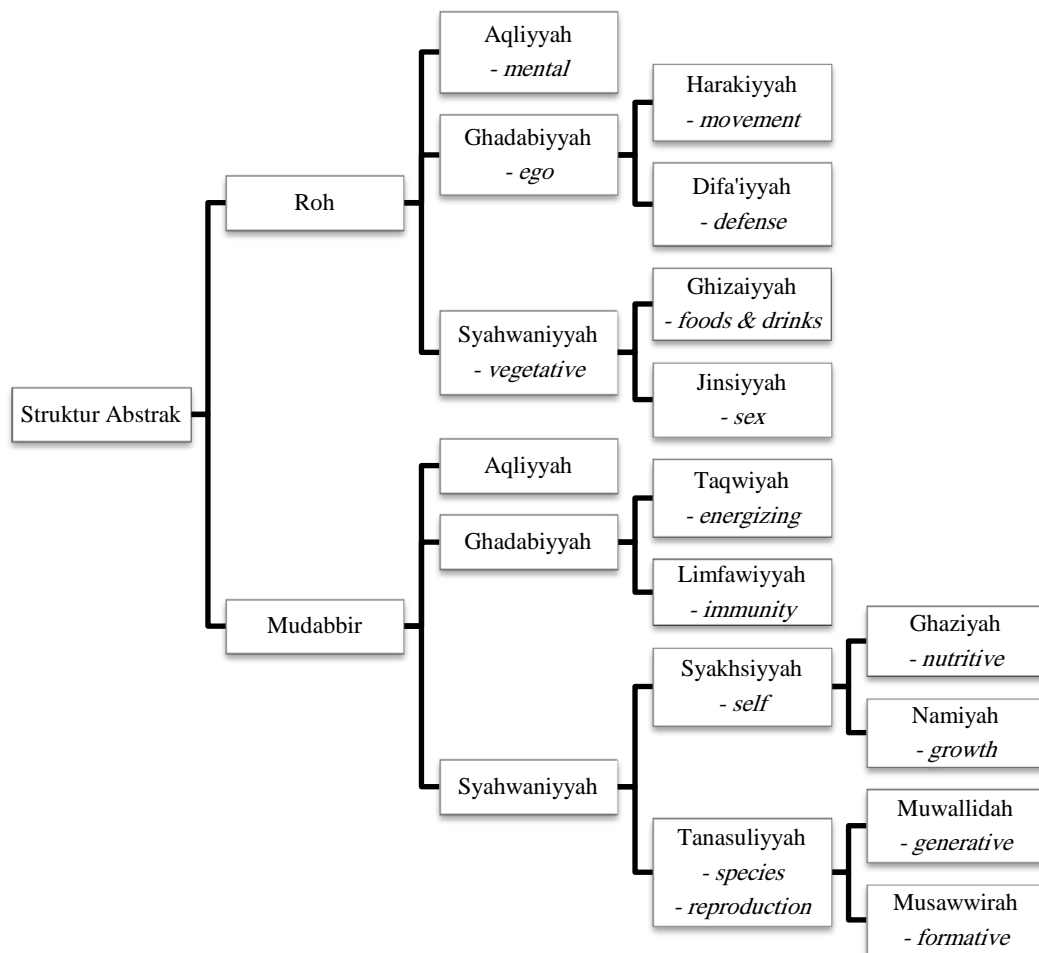 Aqliyyah
- mental
Harakiyyah
- movement
Ghadabiyyah
- ego
Difa'iyyah
- defense
Roh
Ghizaiyyah
- foods & drinks
Syahwaniyyah
- vegetative
Jinsiyyah
- sex
Struktur Abstrak
Aqliyyah
Taqwiyah
- energizing
Ghadabiyyah
Limfawiyyah
- immunity
Mudabbir
Ghaziyah
- nutritive
Syakhsiyyah
- self
Namiyah
- growth
Syahwaniyyah
Muwallidah
- generative
Tanasuliyyah
- species
- reproduction
Musawwirah
- formative